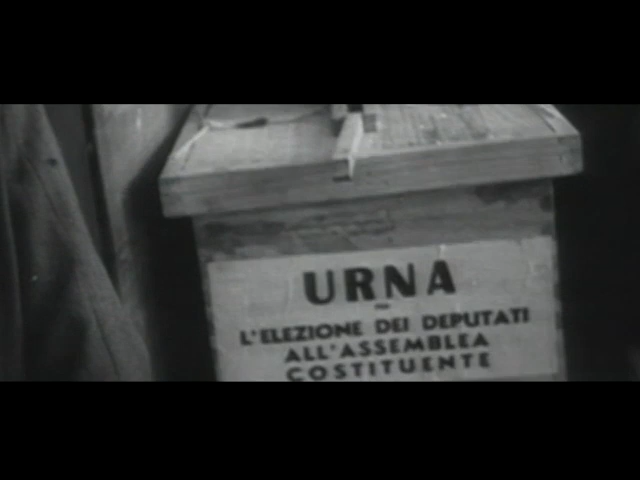 URNA
L'ELEZIONE DEI DEPUTATI
ALL'ASSEMBLEA
COSTITUENTE